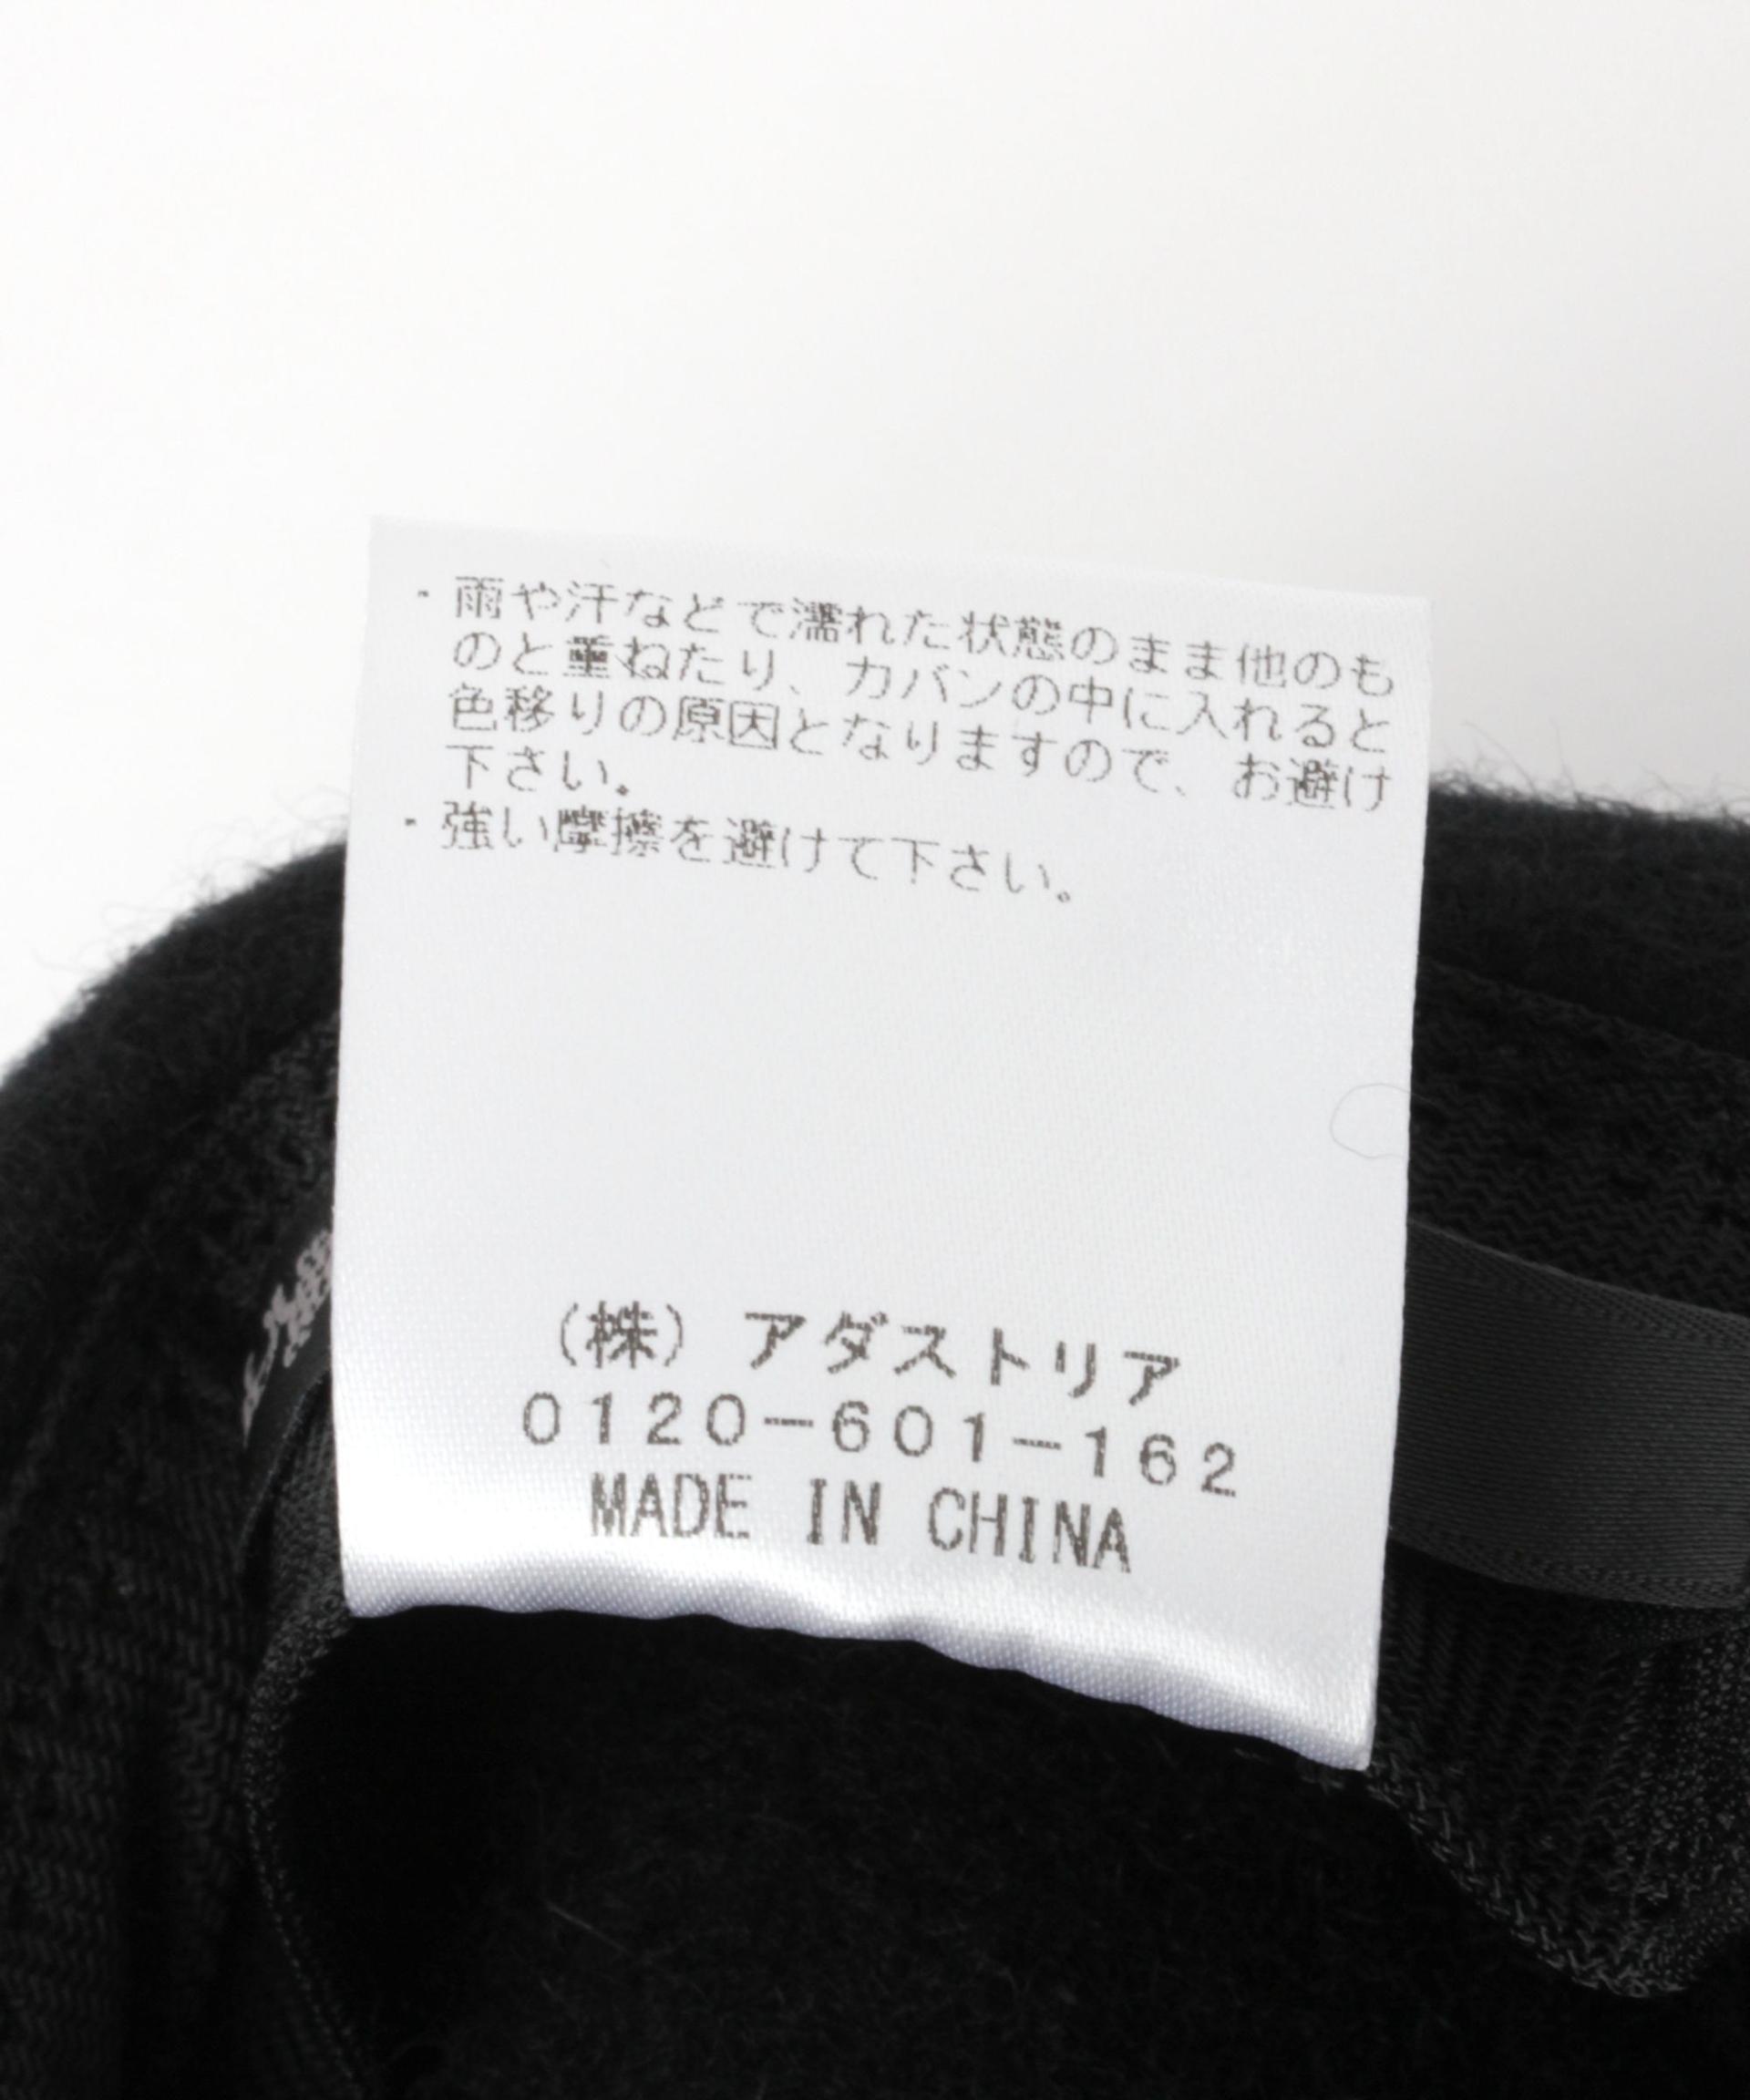 ・雨や汗などで濡れた状態のまま他のも
のと重ねたり、カバンの中に入れると
色移りの原因となりますので、お避け
下さい。
・強い摩擦を避けて下さい。
(株) アダストリア
0120-601-162
MADE IN CHINA